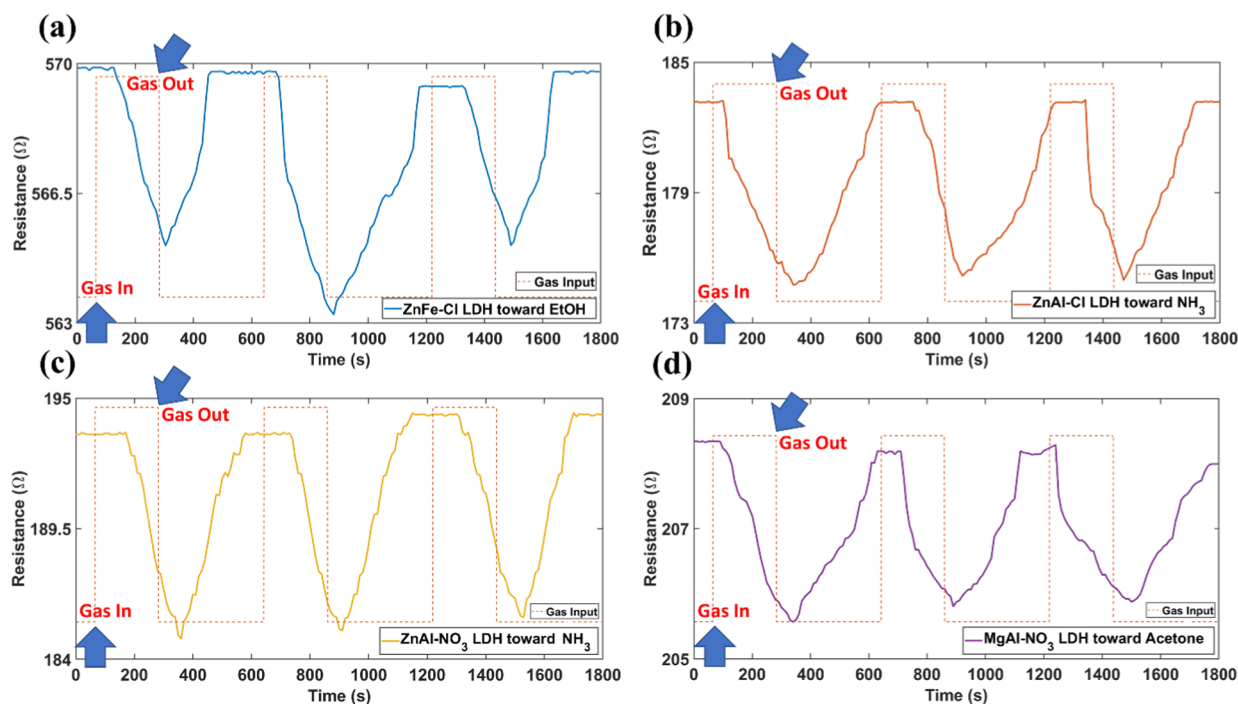 (a)
570
566.5
563
Resistance (Ω)
Gas Out
Gas In
Gas Input
ZnFe-Cl LDH toward EtOH
0 200 400 600 800 1000 1200 1400 1600 1800
Time (s)
(b)
185
179
173
Resistance (Ω)
Gas Out
Gas In
Gas Input
ZnAl-Cl LDH toward NH₃
0 200 400 600 800 1000 1200 1400 1600 1800
Time (s)
(c)
195
189.5
184
Resistance (Ω)
Gas Out
Gas In
Gas Input
ZnAl-NO₃ LDH toward NH₃
0 200 400 600 800 1000 1200 1400 1600 1800
Time (s)
(d)
209
207
205
Resistance (Ω)
Gas Out
Gas In
Gas Input
MgAl-NO₃ LDH toward Acetone
0 200 400 600 800 1000 1200 1400 1600 1800
Time (s)